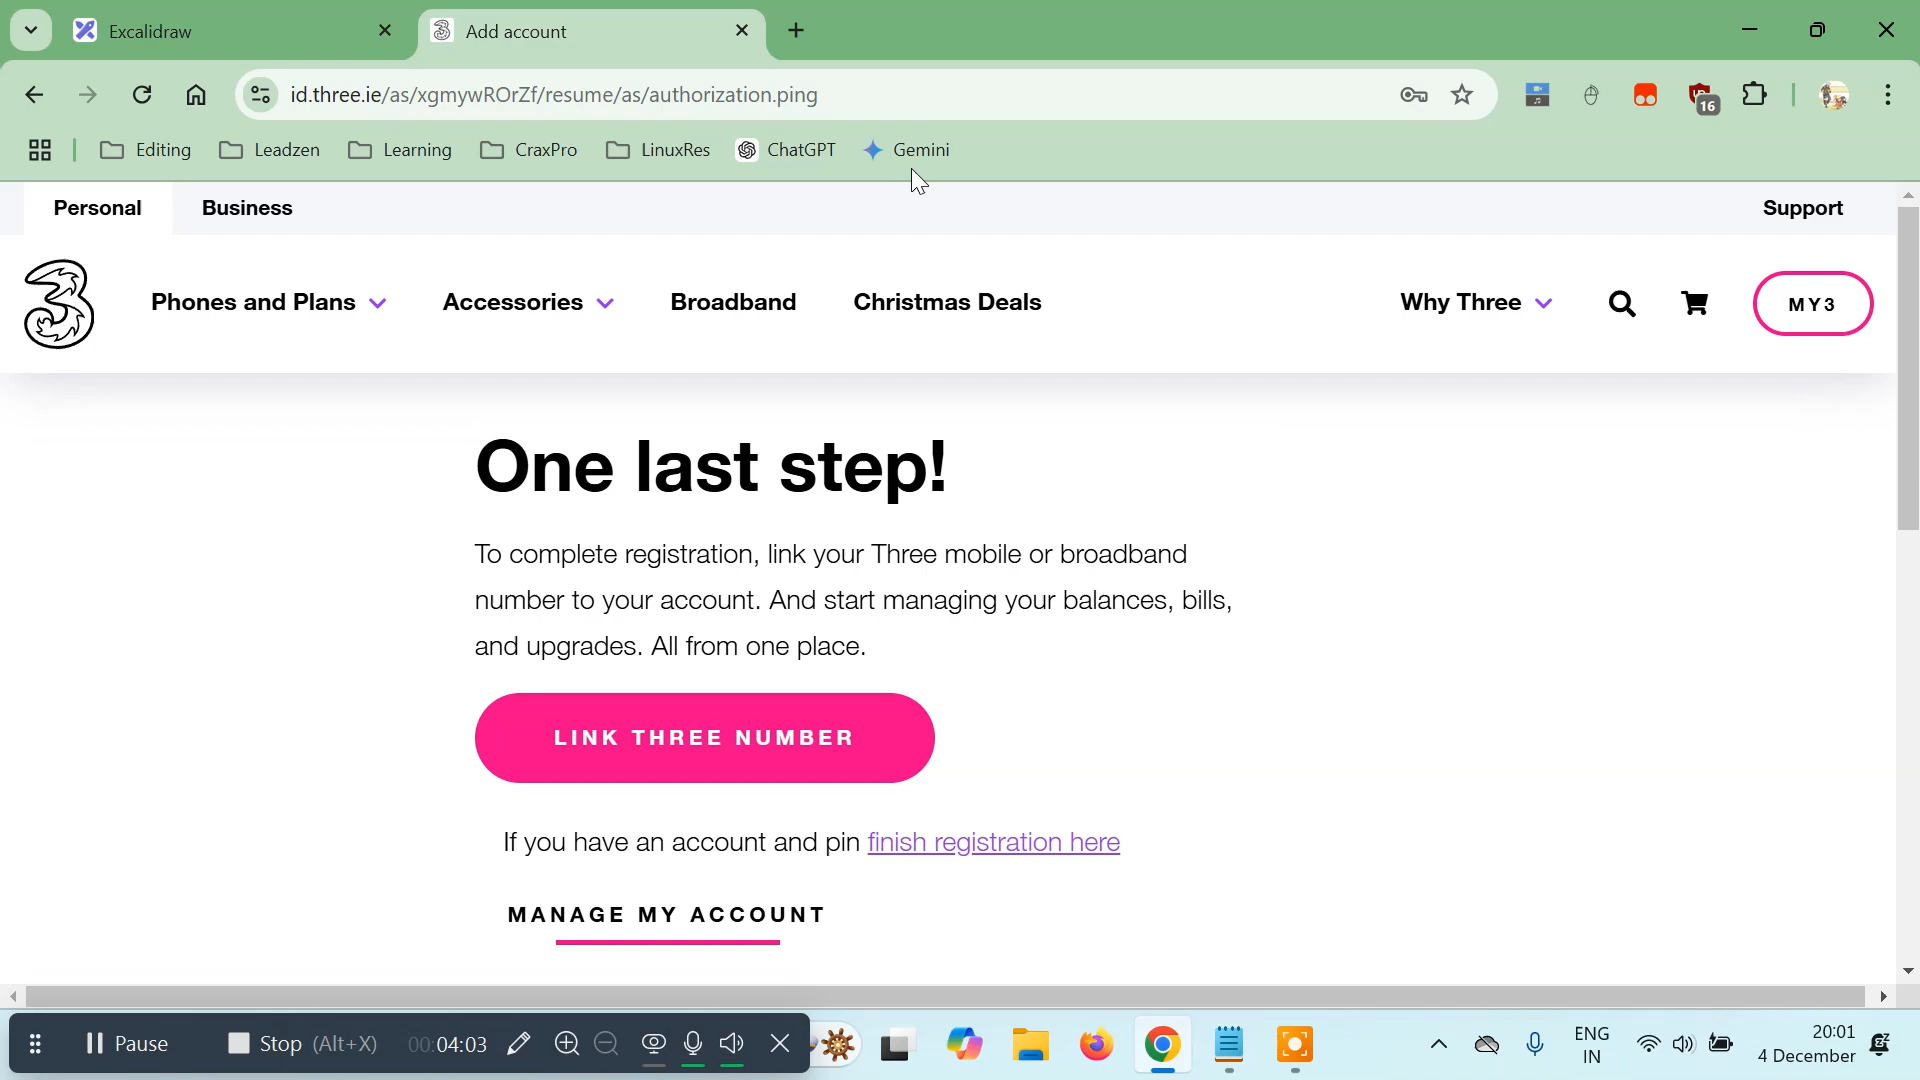 Excalidraw
Add account
id.three.ie/as/xgmywROrZf/resume/as/authorization.ping
16
Editing
Leadzen
Learning
CraxPro
LinuxRes
ChatGPT
Gemini
Personal
Business
Support
Phones and Plans
Accessories
Broadband
Christmas Deals
Why Three
MY3
One last step!
To complete registration, link your Three mobile or broadband
number to your account. And start managing your balances, bills,
and upgrades. All from one place.
LINK THREE NUMBER
If you have an account and pin finish registration here
MANAGE MY ACCOUNT
Pause
Stop (Alt+X)
00:04:03
ENG
IN
20:01
4 December